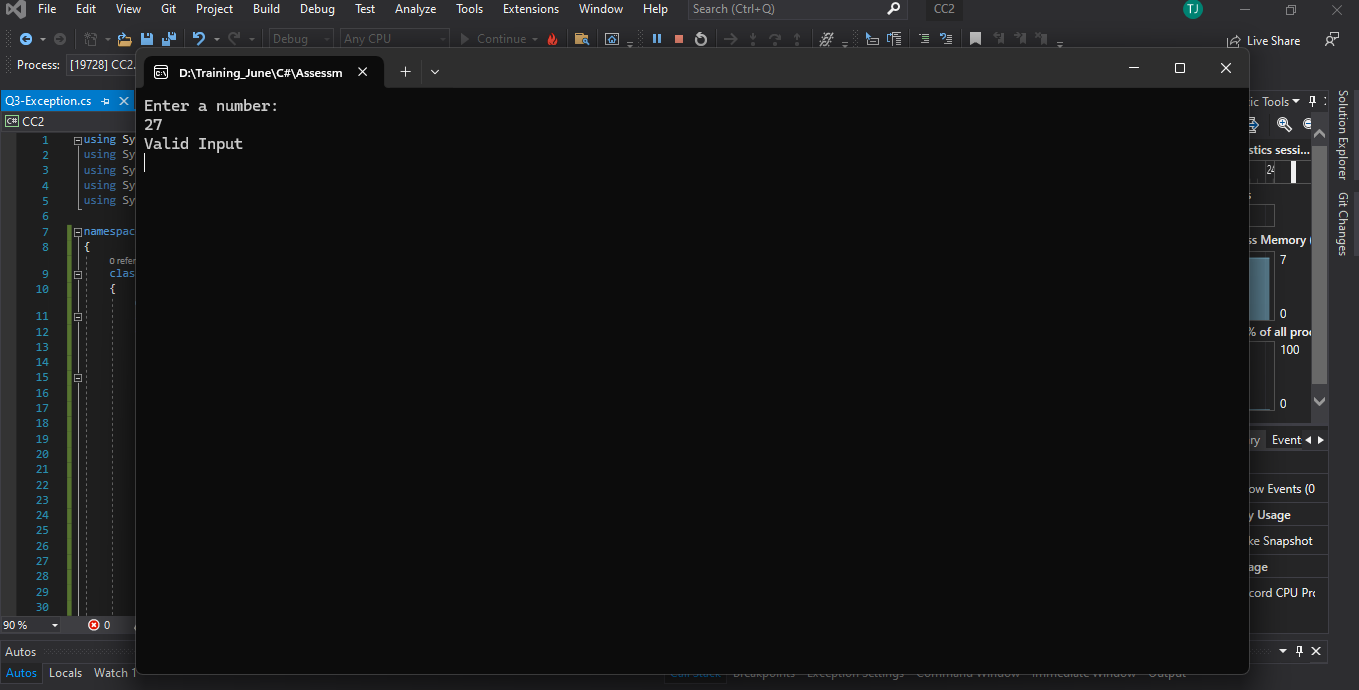 File Edit View Git Project Build Debug Test Analyze Tools Extensions Window Help Search (Ctrl+Q) CC2 TJ
Debug Any CPU Continue Live Share
Process: [19728] CC2.
D:\Training_June\C#\Assessm
Q3-Exception.cs
C# CC2
Enter a number:
27
Valid Input
1 using Sy
2 using Sy
3 using Sy
4 using Sy
5 using Sy
6
7 namespac
8 {
0 refer
9 clas
10 {
11
12
13
14
15
16
17
18
19
20
21
22
23
24
25
26
27
28
29
30
90 % 0
Autos
Autos Locals Watch 1
ic Tools
stics sessi...
24
s
ss Memory (
7
0
% of all proc
100
0
ry Event
ow Events (0
y Usage
ke Snapshot
age
cord CPU Pro
Solution Explorer
Git Changes
Call Stack Breakpoints Exception Settings Command Window Immediate Window Output